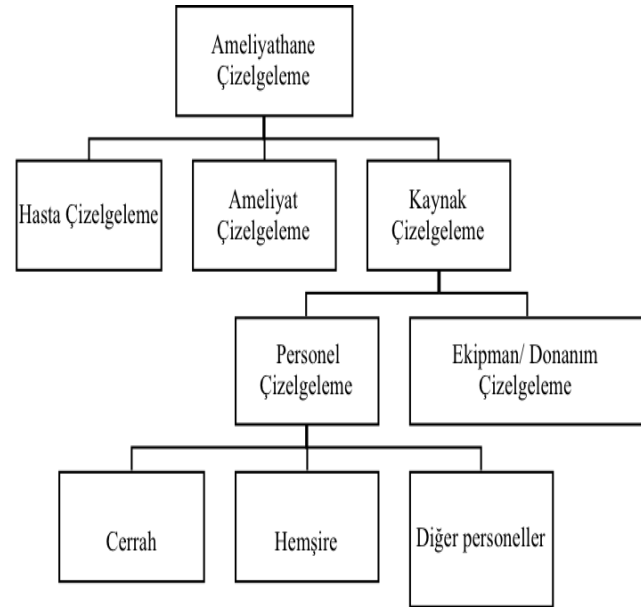 Ameliyathane
Çizelgeleme
Hasta Çizelgeleme
Ameliyat
Çizelgeleme
Kaynak
Çizelgeleme
Personel
Çizelgeleme
Ekipman/ Donanım
Çizelgeleme
Cerrah
Hemşire
Diğer personeller